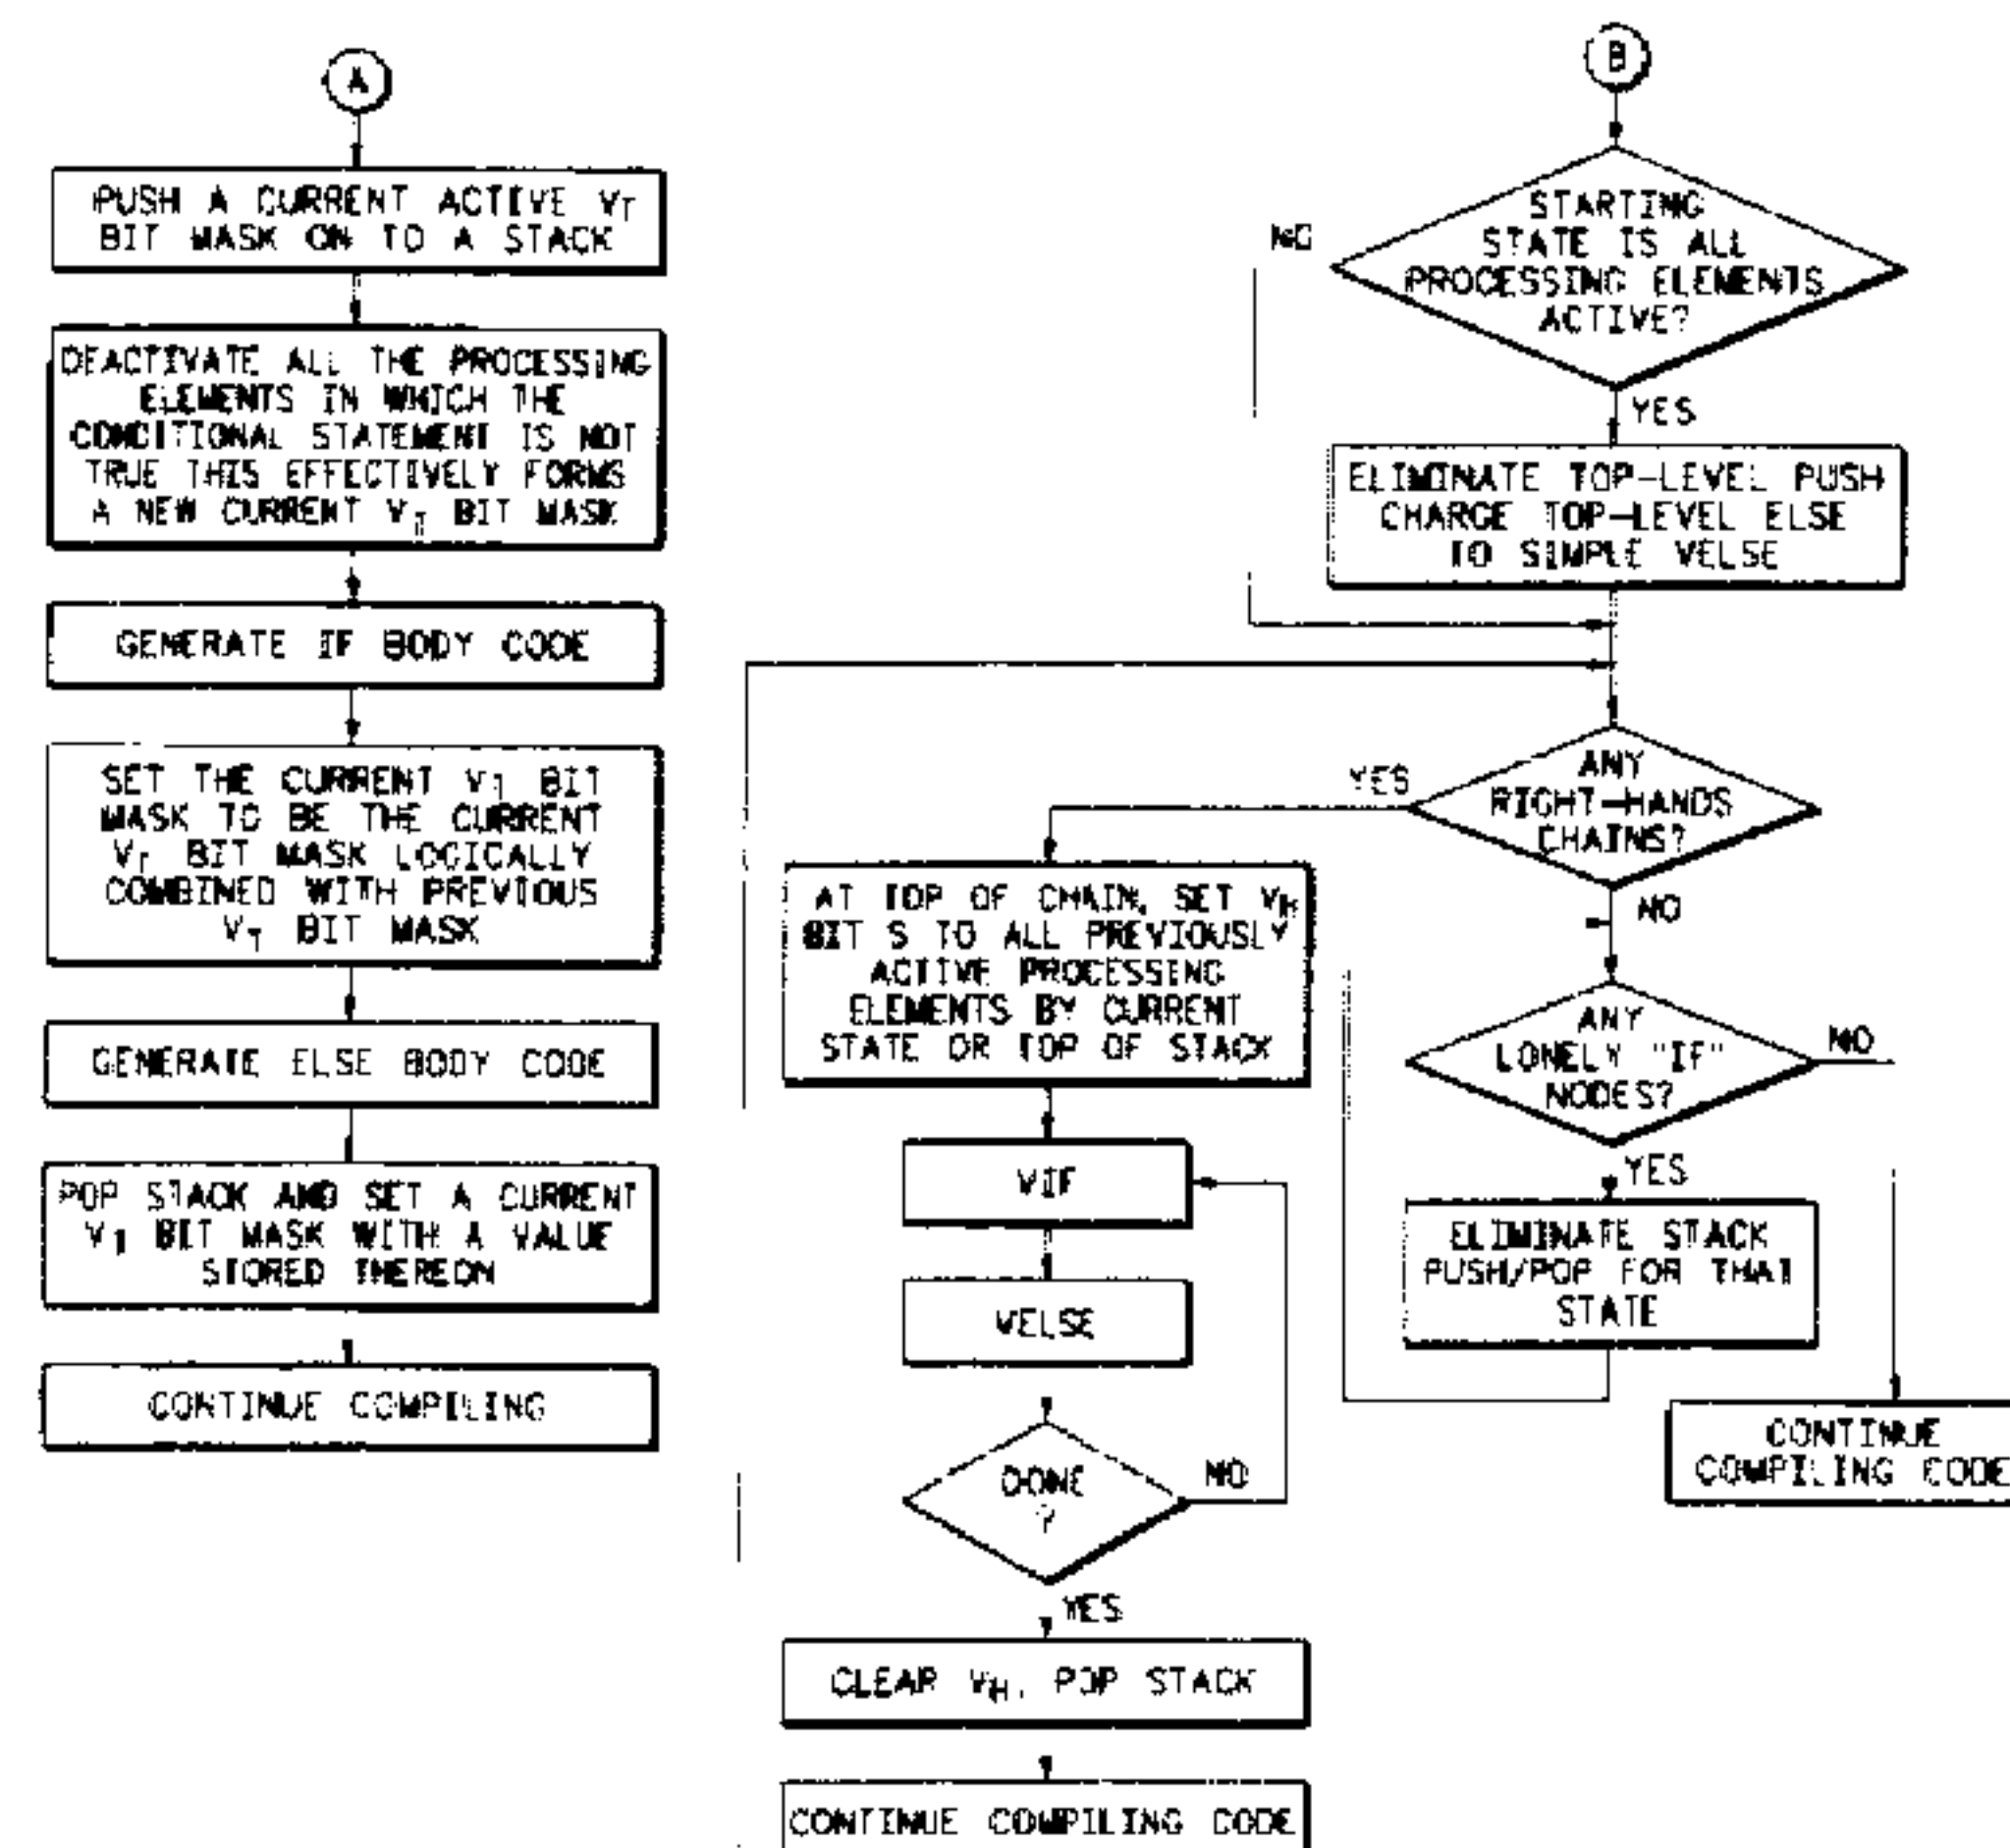 A
PUSH A CURRENT ACTIVE VT
BIT MASK ON TO A STACK
DEACTIVATE ALL THE PROCESSING
ELEMENTS IN WHICH THE
CONDITIONAL STATEMENT IS NOT
TRUE THIS EFFECTIVELY FORMS
A NEW CURRENT VT BIT MASK
GENERATE IF BODY CODE
SET THE CURRENT VT BIT
MASK TO BE THE CURRENT
VT BIT MASK LOGICALLY
COMBINED WITH PREVIOUS
VT BIT MASK
GENERATE ELSE BODY CODE
POP STACK AND SET A CURRENT
VT BIT MASK WITH A VALUE
STORED THEREON
CONTINUE COMPILING
B
STARTING
STATE IS ALL
PROCESSING ELEMENTS
ACTIVE?
NO
YES
ELIMINATE TOP-LEVEL PUSH
CHARGE TOP-LEVEL ELSE
TO SIMPLE VELSE
ANY
RIGHT-HANDS
CHAINS?
YES
NO
AT TOP OF CHAIN, SET VH
BIT S TO ALL PREVIOUSLY
ACTIVE PROCESSING
ELEMENTS BY CURRENT
STATE OR TOP OF STACK
VIF
VELSE
DONE
?
NO
YES
CLEAR VH, POP STACK
CONTINUE COMPILING CODE
ANY
LONELY "IF"
NODES?
NO
YES
ELIMINATE STACK
PUSH/POP FOR THAT
STATE
CONTINUE
COMPILING CODE